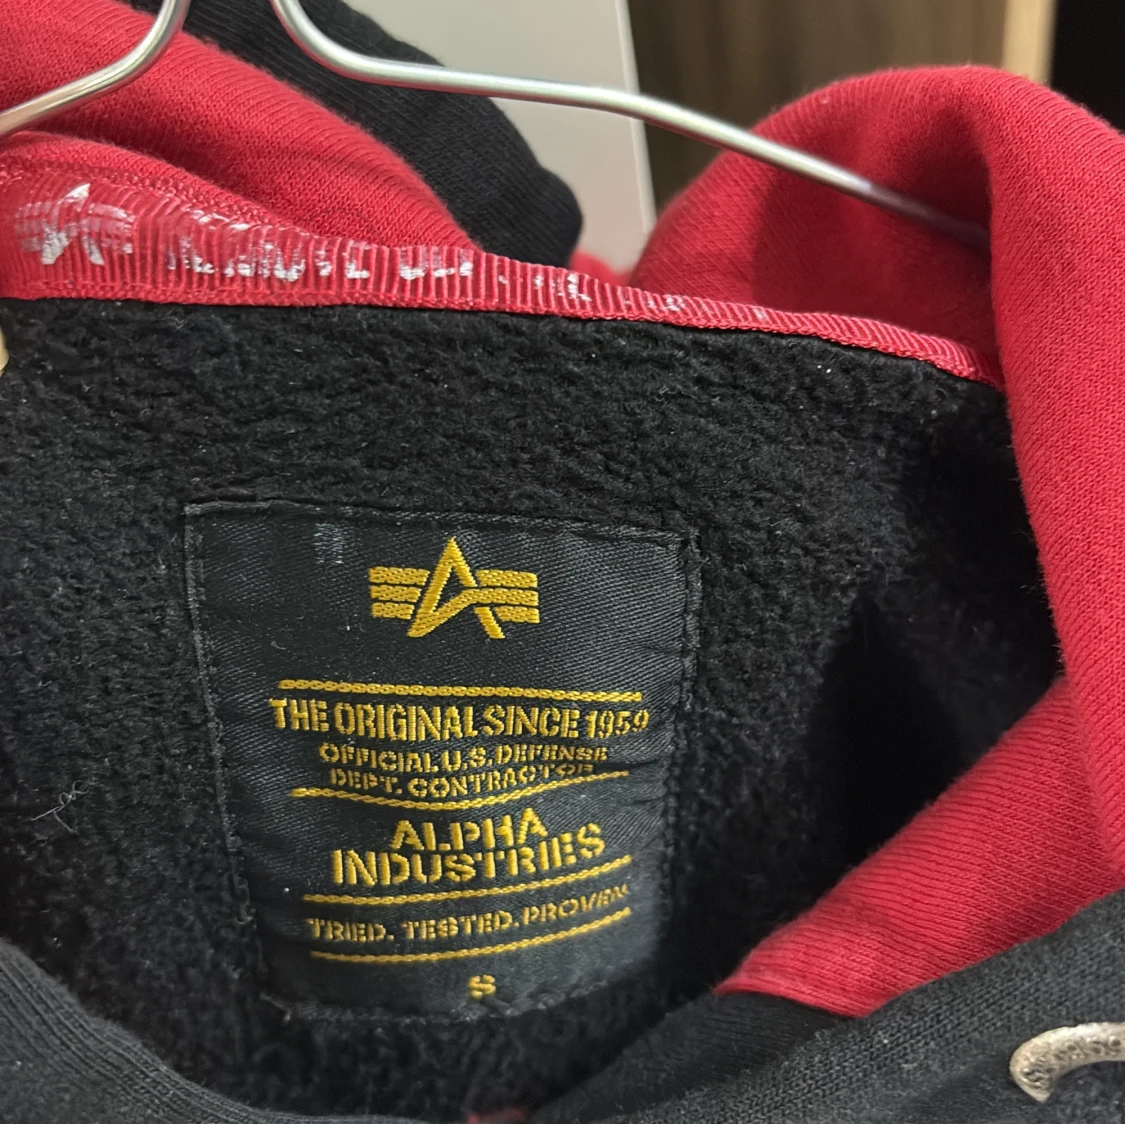 THE ORIGINAL SINCE 1959
OFFICIAL U.S. DEFENSE
DEPT. CONTRACTOR
ALPHA
INDUSTRIES
TRIED. TESTED. PROVEN.
S